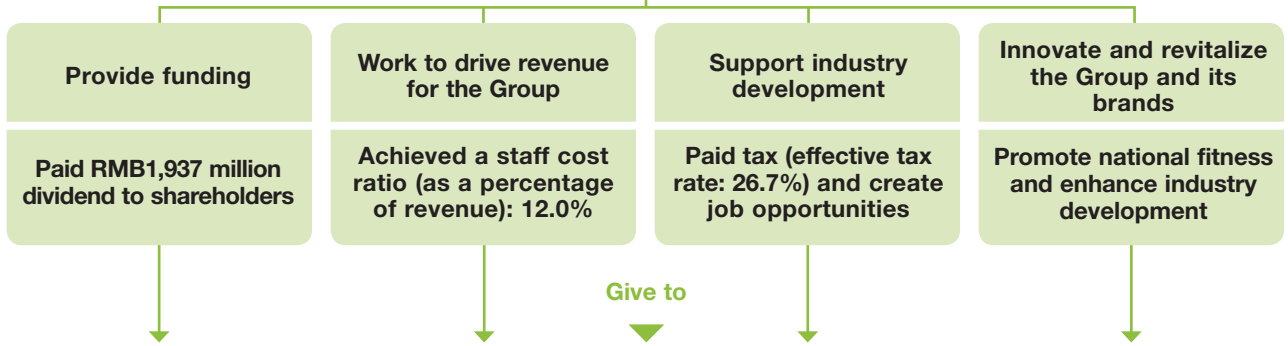 Provide funding
Work to drive revenue
for the Group
Support industry
development
Innovate and revitalize
the Group and its
brands
Paid RMB1,937 million
dividend to shareholders
Achieved a staff cost
ratio (as a percentage
of revenue): 12.0%
Paid tax (effective tax
rate: 26.7%) and create
job opportunities
Promote national fitness
and enhance industry
development
Give to